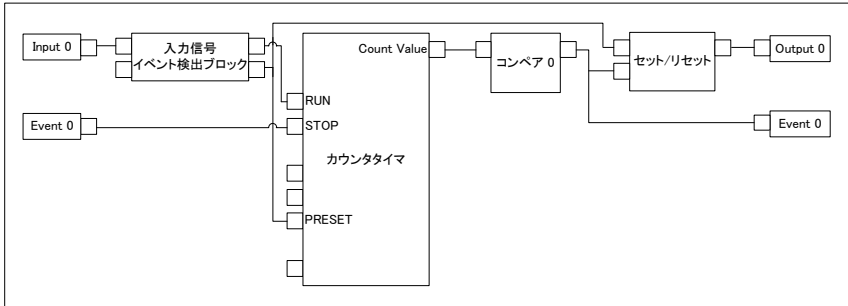 Input 0
入力信号
イベント検出ブロック
Count Value
コンペア 0
セット/リセット
Output 0
RUN
Event 0
STOP
Event 0
カウンタタイマ
PRESET